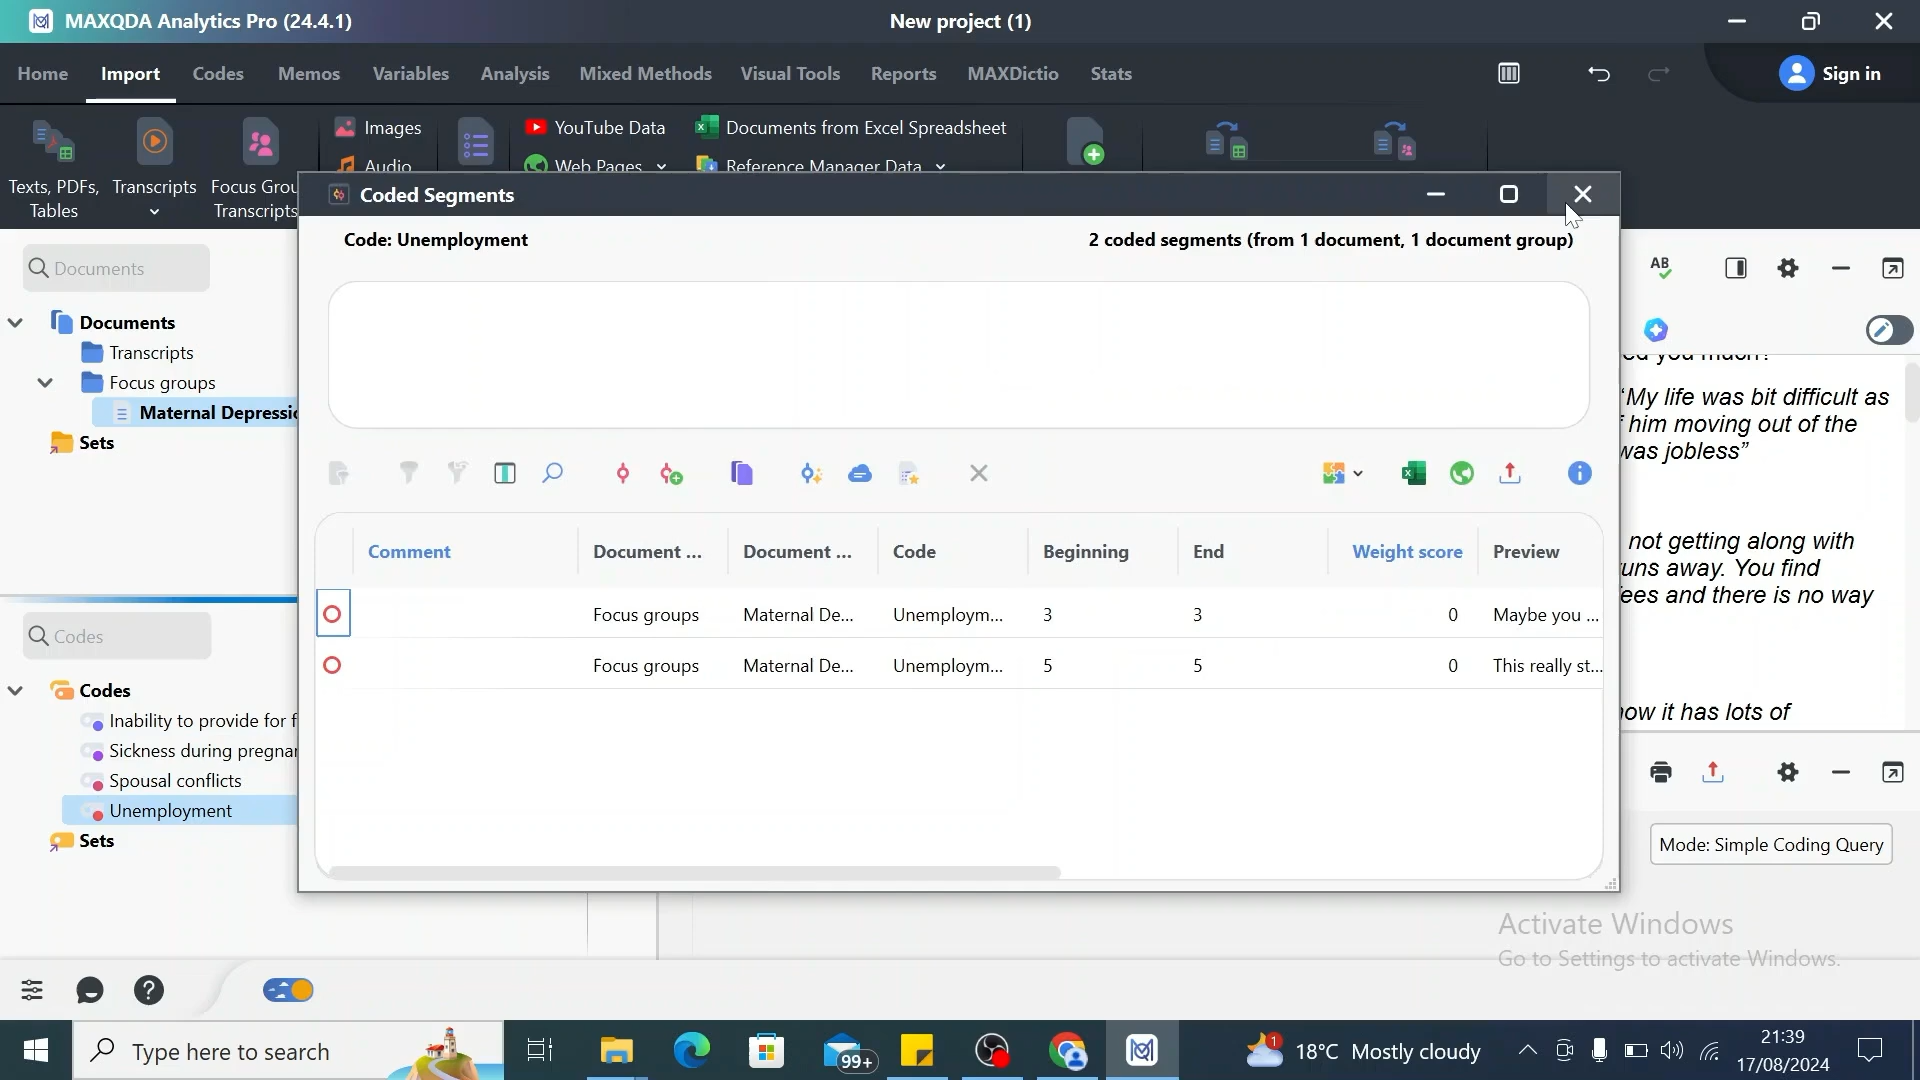 MAXQDA Analytics Pro (24.4.1)
New project (1)
Home Import Codes Memos Variables Analysis Mixed Methods Visual Tools Reports MAXDictio Stats
Sign in
Images
YouTube Data
Documents from Excel Spreadsheet
Audio
Web Pages
Reference Manager Data
Texts, PDFs,
Tables
Transcripts
Focus Grou
Transcripts
Coded Segments
Code: Unemployment
2 coded segments (from 1 document, 1 document group)
Documents
Documents
Transcripts
Focus groups
Maternal Depressio
Sets
AB
"My life was bit difficult as
him moving out of the
was jobless"
not getting along with
uns away. You find
ees and there is no way
ow it has lots of
Comment Document ... Document ... Code Beginning End Weight score Preview
Focus groups Maternal De... Unemploym... 3 3 0 Maybe you ...
Focus groups Maternal De... Unemploym... 5 5 0 This really st...
Codes
Codes
Inability to provide for f
Sickness during pregnan
Spousal conflicts
Unemployment
Sets
Mode: Simple Coding Query
Activate Windows
Go to Settings to activate Windows.
Type here to search
99+
1
18°C Mostly cloudy
21:39
17/08/2024